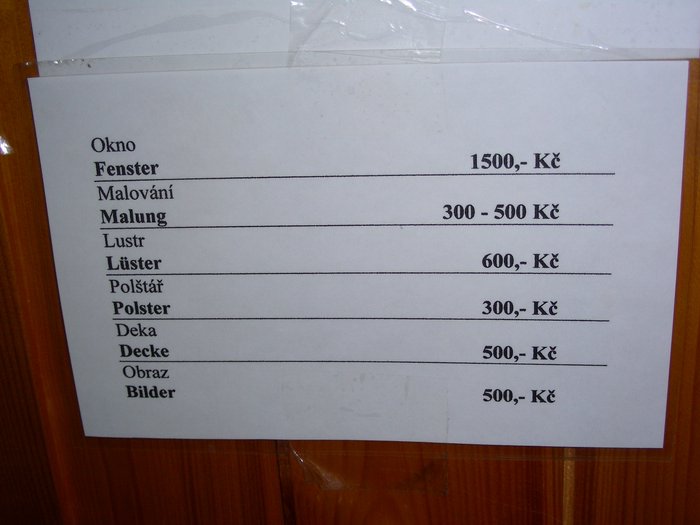 Okno
Fenster 1500,- Kč
Malování
Malung 300 - 500 Kč
Lustr
Lüster 600,- Kč
Polštář
Polster 300,- Kč
Deka
Decke 500,- Kč
Obraz
Bilder 500,- Kč